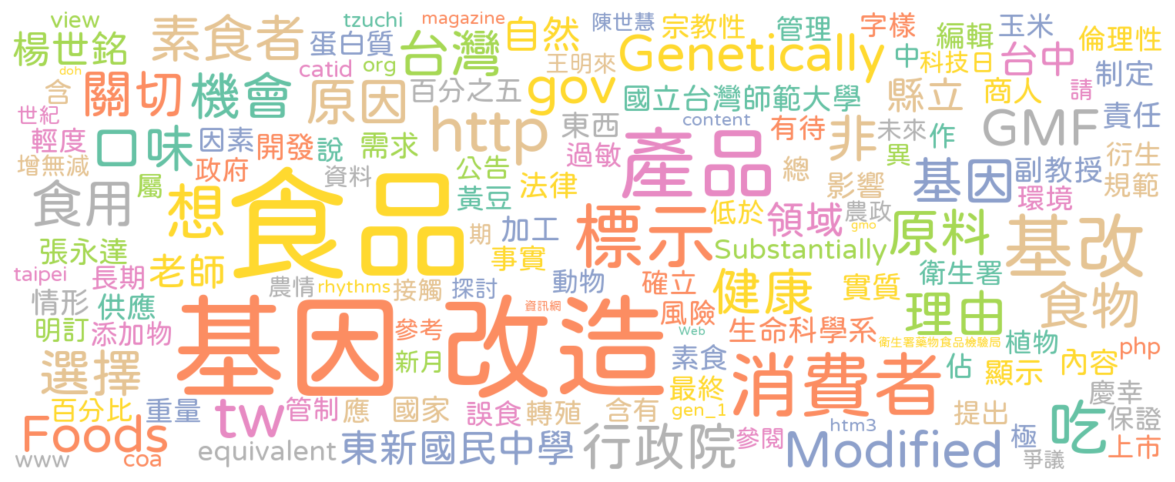 view tzuchi magazine 陳世慧 宗教性 管理 字樣 玉米
楊世銘 素食者 蛋白質 台灣 自然 Genetically 中 編輯 台中 倫理性
doh catid org 王明來 科技日 制定
含 關切 機會 原因 百分之五 gov 國立台灣師範大學 縣立 商人 請
世紀 http 東西 content 有待 非 未來 作 GMF 責任
輕度 口味 因素 開發 說 需求 過敏 產品 異 衍生
增無減 政府 資料 公告 總 影響 基因 副教授 規範
屬 食用 想 食品 黃豆 法律 低於 領域 農政 環境
張永達 期 加工 標示 gmo 原料 基改
taipei 長期 老師 事實 Substantially 衛生署
情形 供應 農情 rhythms 接觸 探討 動物 確立 健康 實質 食物
明訂 添加物 基因改造 參考 資訊網 風險 生命科學系 理由
Web 衛生署藥物食品檢驗局 植物 php
選擇 新月 素食 消費者 佔 顯示 內容
百分比 重量 tw 管制 應 國家 誤食 轉殖 含有 最終 gen_1 提出 吃 慶幸
Foods htm3 保證
www coa equivalent 東新國民中學 行政院 參閱 Modified 極 爭議 上市